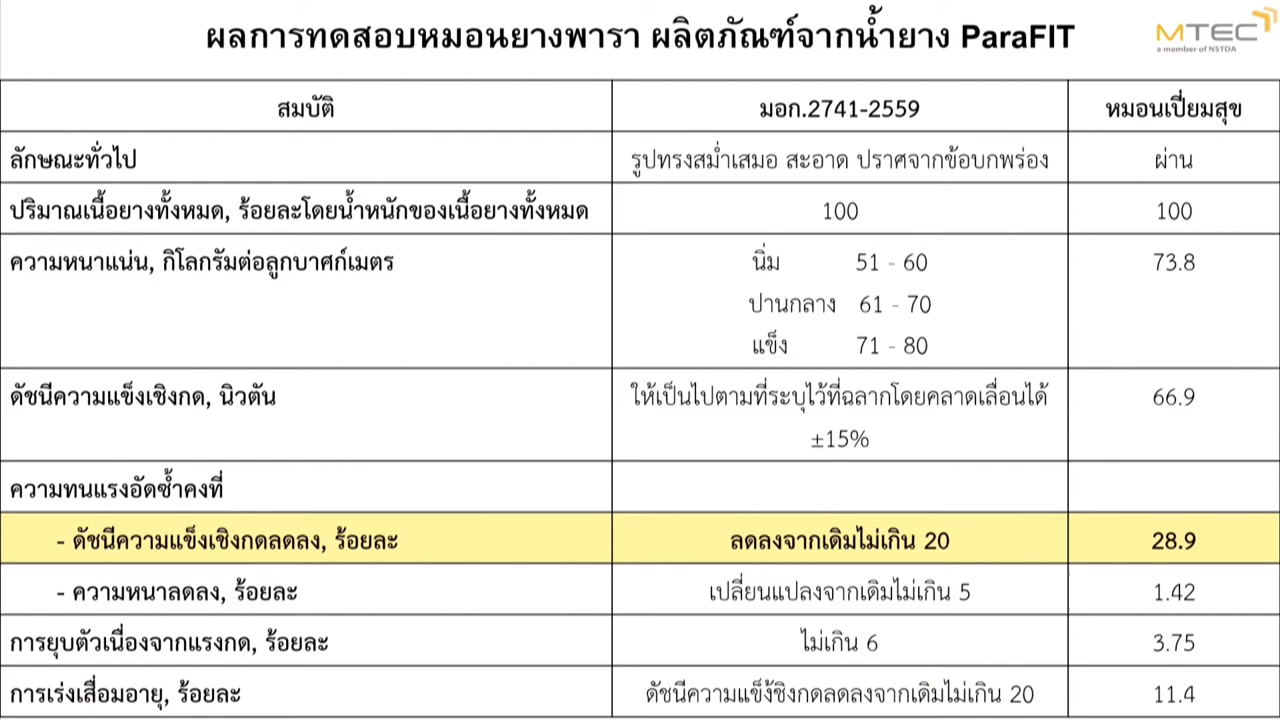 ผลการทดสอบหมอนยางพารา ผลิตภัณฑ์จากน้ำยาง ParaFIT
MTEC
a member of NSTDA
สมบัติ มอก.2741-2559 หมอนเปี่ยมสุข
ลักษณะทั่วไป รูปทรงสม่ำเสมอ สะอาด ปราศจากข้อบกพร่อง ผ่าน
ปริมาณเนื้อยางทั้งหมด, ร้อยละโดยน้ำหนักของเนื้อยางทั้งหมด 100 100
ความหนาแน่น, กิโลกรัมต่อลูกบาศก์เมตร นิ่ม 51 - 60 73.8
ปานกลาง 61 - 70
แข็ง 71 - 80
ดัชนีความแข็งเชิงกด, นิวตัน ให้เป็นไปตามที่ระบุไว้ที่ฉลากโดยคลาดเลื่อนได้ 66.9
±15%
ความทนแรงอัดซ้ำคงที่
- ดัชนีความแข็งเชิงกดลดลง, ร้อยละ ลดลงจากเดิมไม่เกิน 20 28.9
- ความหนาลดลง, ร้อยละ เปลี่ยนแปลงจากเดิมไม่เกิน 5 1.42
การยุบตัวเนื่องจากแรงกด, ร้อยละ ไม่เกิน 6 3.75
การเร่งเสื่อมอายุ, ร้อยละ ดัชนีความแข็ง้ชิงกดลดลงจากเดิมไม่เกิน 20 11.4